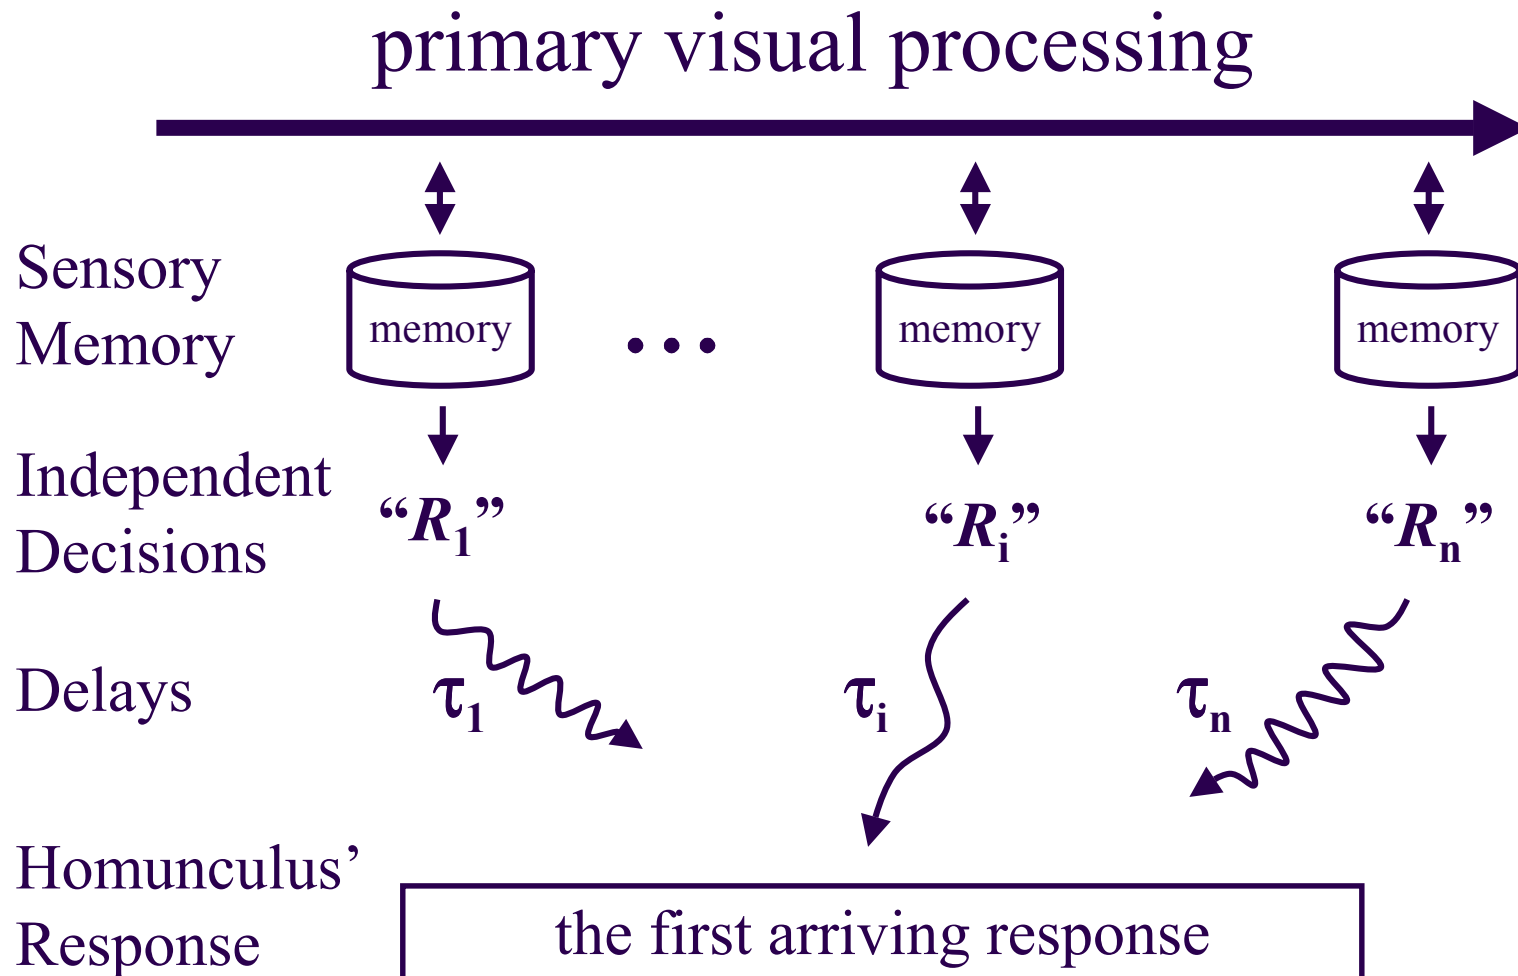 primary visual processing
Sensory
Memory
memory
• • •
memory
memory
Independent
Decisions
“R₁”
“Rᵢ”
“Rₙ”
Delays
τ₁
τᵢ
τₙ
Homunculus’
Response
the first arriving response